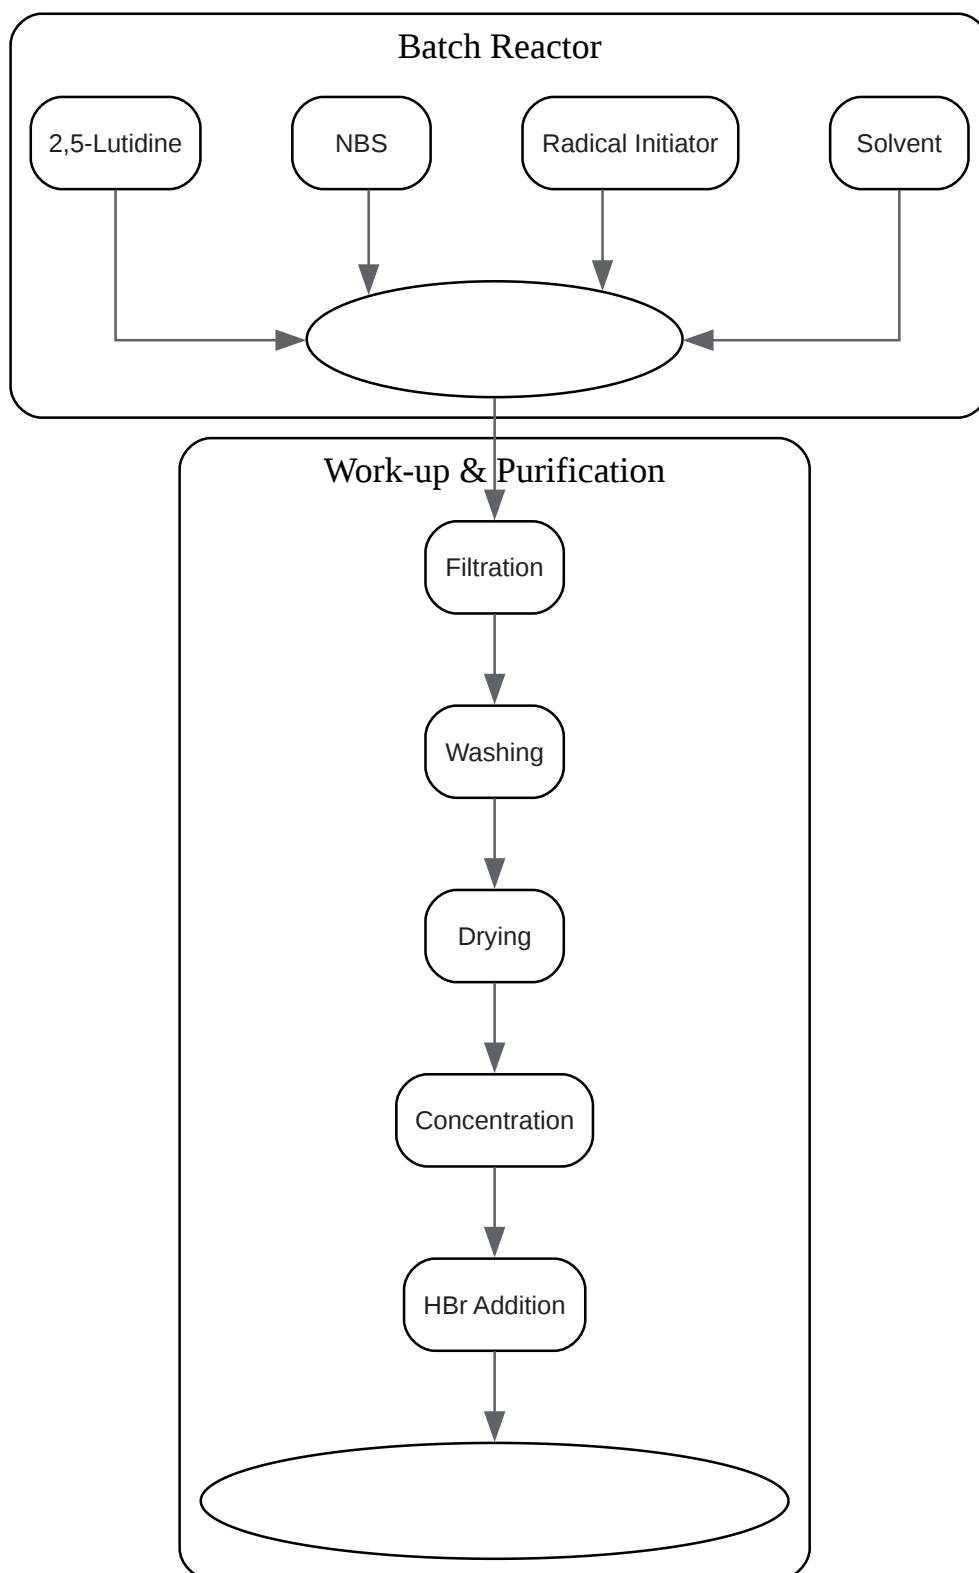 Batch Reactor
2,5-Lutidine
NBS
Radical Initiator
Solvent
Work-up & Purification
Filtration
Washing
Drying
Concentration
HBr Addition